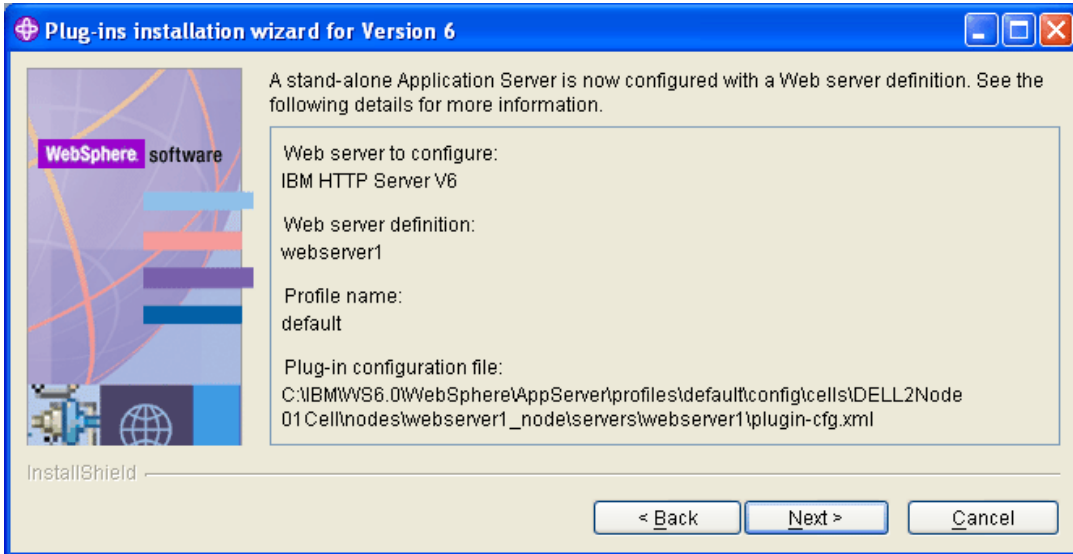 Plug-ins installation wizard for Version 6
A stand-alone Application Server is now configured with a Web server definition. See the
following details for more information.
WebSphere software
Web server to configure:
IBM HTTP Server V6
Web server definition:
webserver1
Profile name:
default
Plug-in configuration file:
C:\IBM\WS6.0\WebSphere\AppServer\profiles\default\config\cells\DELL2Node
01Cell\nodes\webserver1_node\servers\webserver1\plugin-cfg.xml
InstallShield
< Back
Next >
Cancel